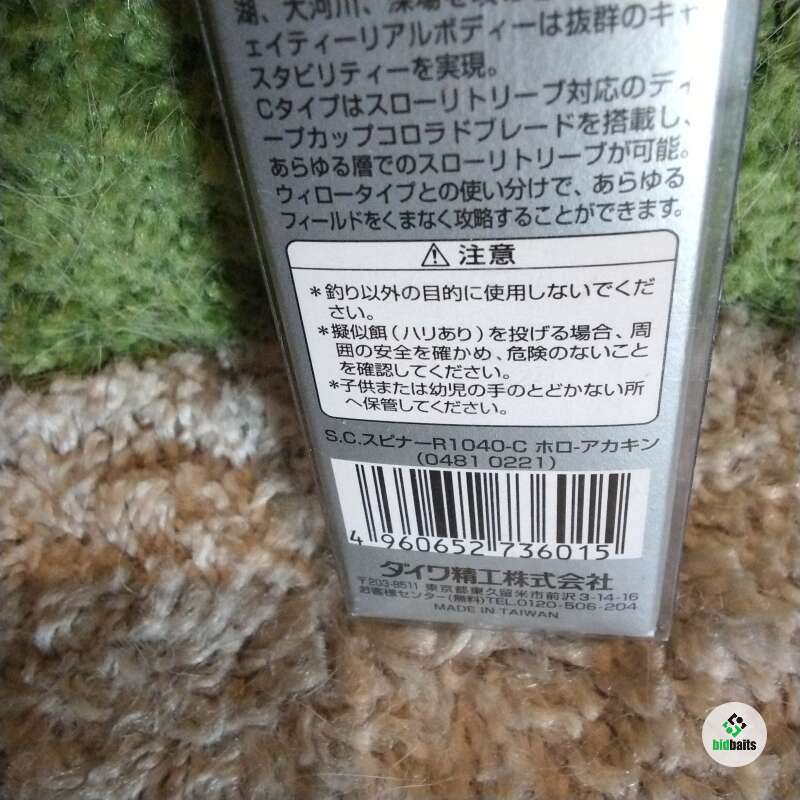 湖、大河川、深場を
ェイティーリアルボディーは抜群のキャ
スタビリティーを実現。
Cタイプはスローリトリーブ対応のディ
ープカップコロラドブレードを搭載し、
あらゆる層でのスローリトリーブが可能。
ウィロータイプとの使い分けで、あらゆる
フィールドをくまなく攻略することができます。
⚠ 注意
*釣り以外の目的に使用しないでくだ
さい。
*擬似餌(ハリあり)を投げる場合、周
囲の安全を確かめ、危険のないこと
を確認してください。
*子供または幼児の手のとどかない所
へ保管してください。
S.C.スピナーR1040-C ホロ-アカキン
(0481 0221)
4 960652 736015
ダイワ精工株式会社
〒203-8511 東京都東久留米市前沢3-14-16
お客様センター(無料)TEL.0120-506-204
MADE IN TAIWAN
bidbaits